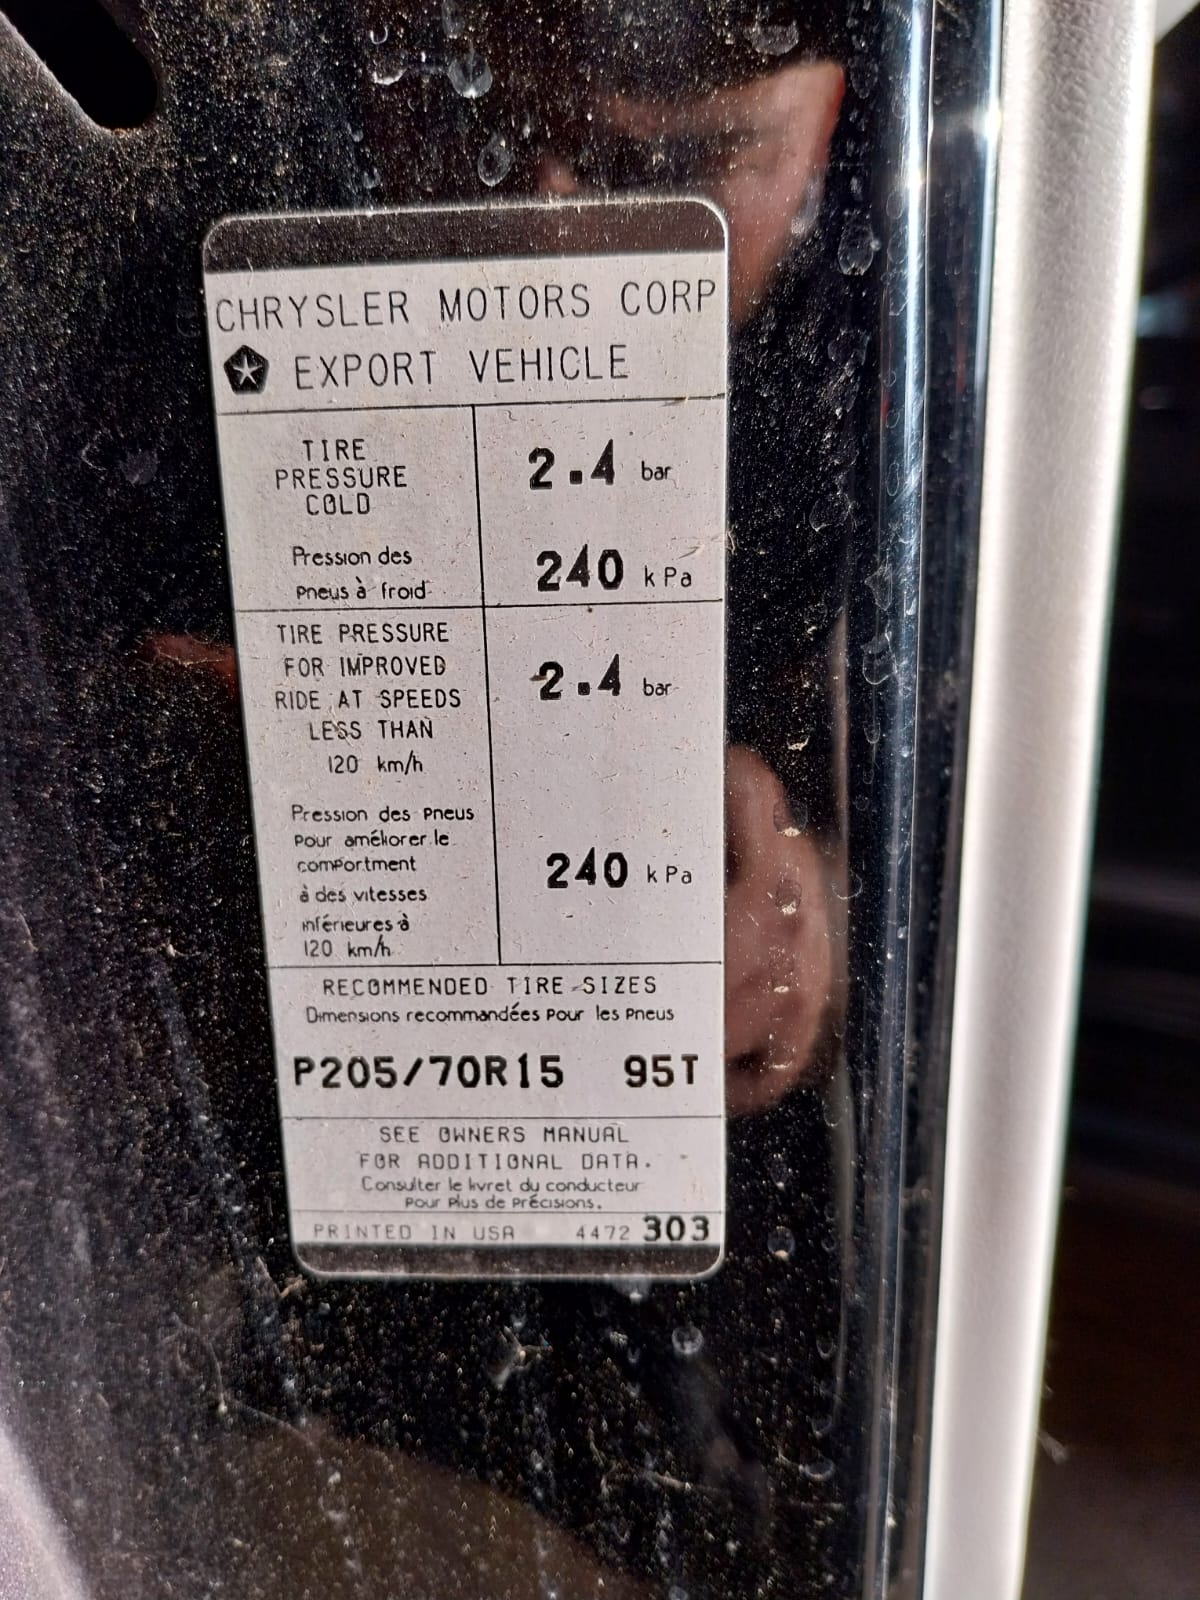 CHRYSLER MOTORS CORP
EXPORT VEHICLE
TIRE
PRESSURE
COLD
2.4 bar
Pression des
Pneus à froid
240 kPa
TIRE PRESSURE
FOR IMPROVED
RIDE AT SPEEDS
LESS THAN
120 km/h
2.4 bar
Pression des Pneus
Pour améliorer le
comportment
à des vitesses
inférieures à
120 km/h
240 kPa
RECOMMENDED TIRE SIZES
Dimensions recommandées Pour les Pneus
P205/70R15 95T
SEE OWNERS MANUAL
FOR ADDITIONAL DATA.
Consulter le livret du conducteur
Pour Plus de Précisions.
PRINTED IN USA 4472 303